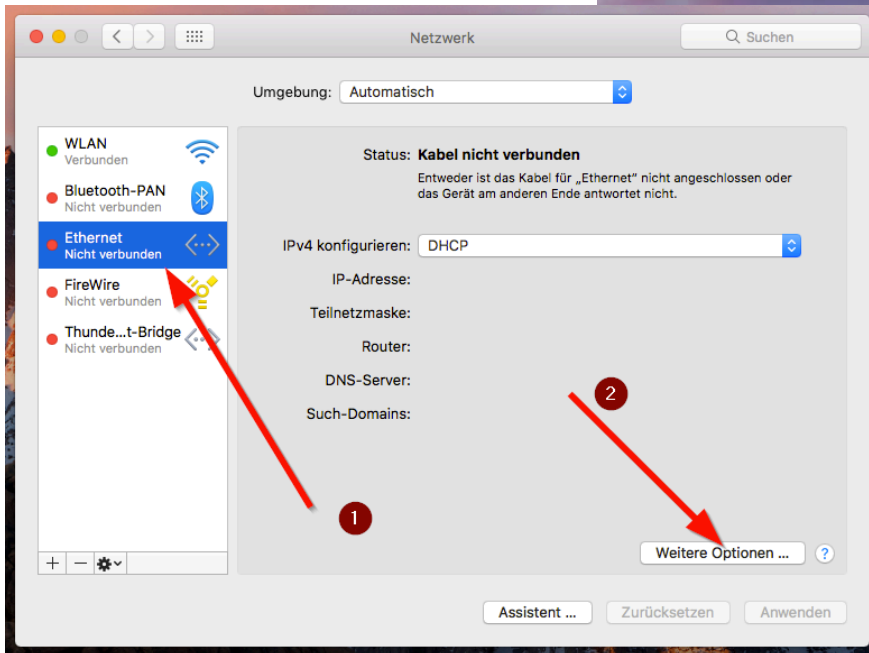 Netzwerk
Suchen
Umgebung: Automatisch
WLAN
Verbunden
Bluetooth-PAN
Nicht verbunden
Ethernet
Nicht verbunden
FireWire
Nicht verbunden
Thunde...t-Bridge
Nicht verbunden
Status: Kabel nicht verbunden
Entweder ist das Kabel für „Ethernet“ nicht angeschlossen oder
das Gerät am anderen Ende antwortet nicht.
IPv4 konfigurieren: DHCP
IP-Adresse:
Teilnetzmaske:
Router:
DNS-Server:
Such-Domains:
2
1
Weitere Optionen ... ?
Assistent ... Zurücksetzen Anwenden